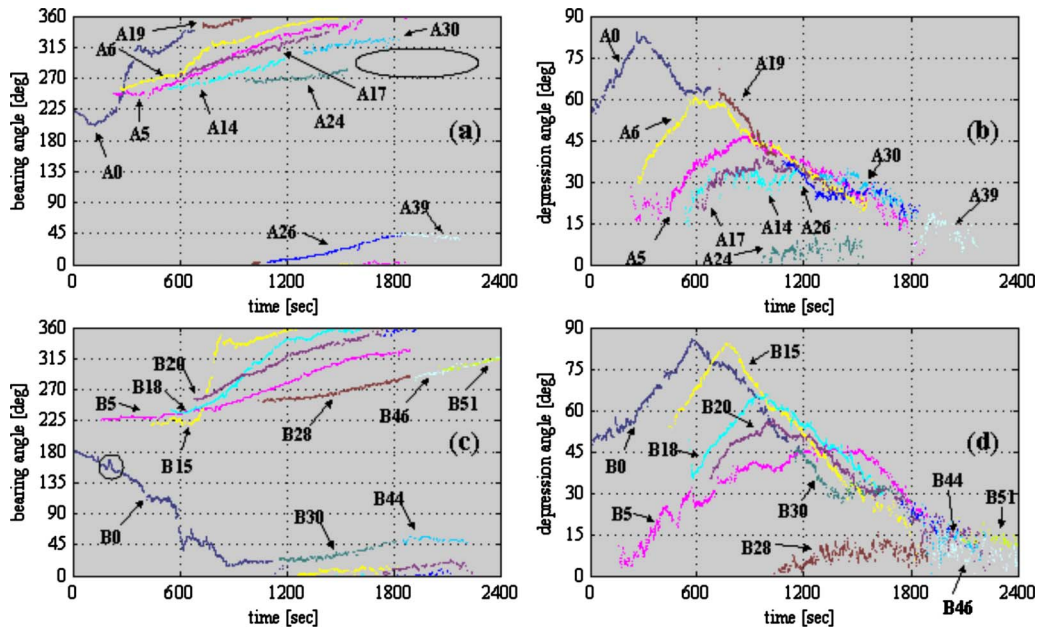 bearing angle [deg]
360
315
270
225
180
135
90
45
0
A19
A6
A30
A17
A5
A14
A24
A0
(a)
A39
A26
0 600 1200 1800 2400
time [sec]
depression angle [deg]
90
75
60
45
30
15
0
A0
A19
A6
(b)
A30
A39
A5
A17
A14
A26
A24
0 600 1200 1800 2400
time [sec]
bearing angle [deg]
360
315
270
225
180
135
90
45
0
B20
B18
B5
B15
B28
B46
B51
(c)
B0
B30
B44
0 600 1200 1800 2400
time [sec]
depression angle [deg]
90
75
60
45
30
15
0
B15
B20
B0
B18
(d)
B30
B44
B51
B5
B28
B46
0 600 1200 1800 2400
time [sec]